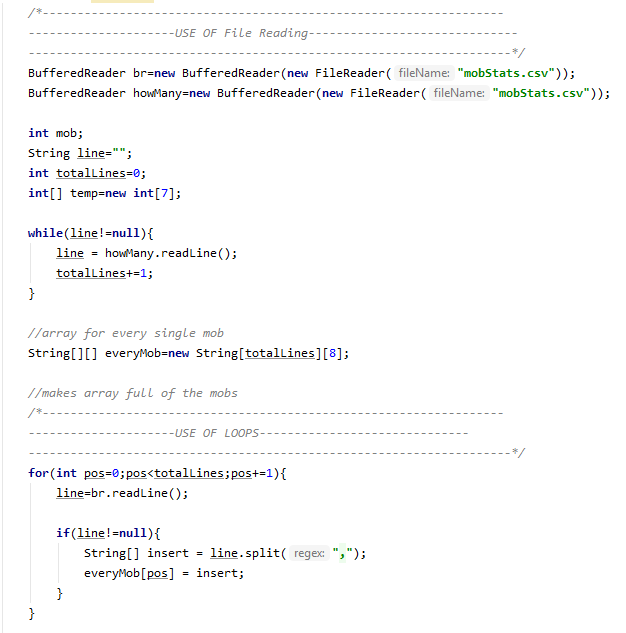 /*------------------------------------------------------------------
---------------------USE OF File Reading----------------------------
---------------------------------------------------------------------*/
BufferedReader br=new BufferedReader(new FileReader( fileName: "mobStats.csv"));
BufferedReader howMany=new BufferedReader(new FileReader( fileName: "mobStats.csv"));
int mob;
String line="";
int totalLines=0;
int[] temp=new int[7];
while(line!=null){
line = howMany.readLine();
totalLines+=1;
}
//array for every single mob
String[][] everyMob=new String[totalLines][8];
//makes array full of the mobs
/*------------------------------------------------------------------
---------------------USE OF LOOPS------------------------------
---------------------------------------------------------------------*/
for(int pos=0;pos<totalLines;pos+=1){
line=br.readLine();
if(line!=null){
String[] insert = line.split( regex: ",");
everyMob[pos] = insert;
}
}